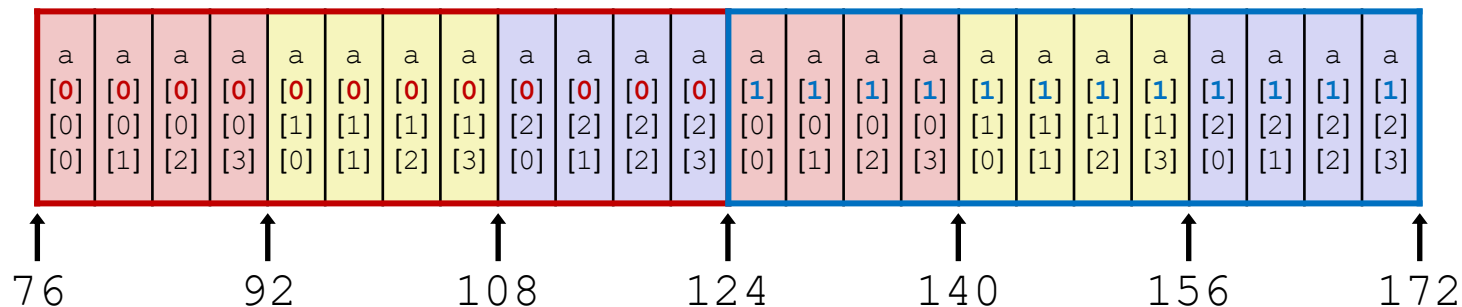 a a a a a a a a a a a a a a a a a a a a a a a a
[0] [0] [0] [0] [0] [0] [0] [0] [0] [0] [0] [0] [1] [1] [1] [1] [1] [1] [1] [1] [1] [1] [1] [1]
[0] [0] [0] [0] [1] [1] [1] [1] [2] [2] [2] [2] [0] [0] [0] [0] [1] [1] [1] [1] [2] [2] [2] [2]
[0] [1] [2] [3] [0] [1] [2] [3] [0] [1] [2] [3] [0] [1] [2] [3] [0] [1] [2] [3] [0] [1] [2] [3]
76 92 108 124 140 156 172